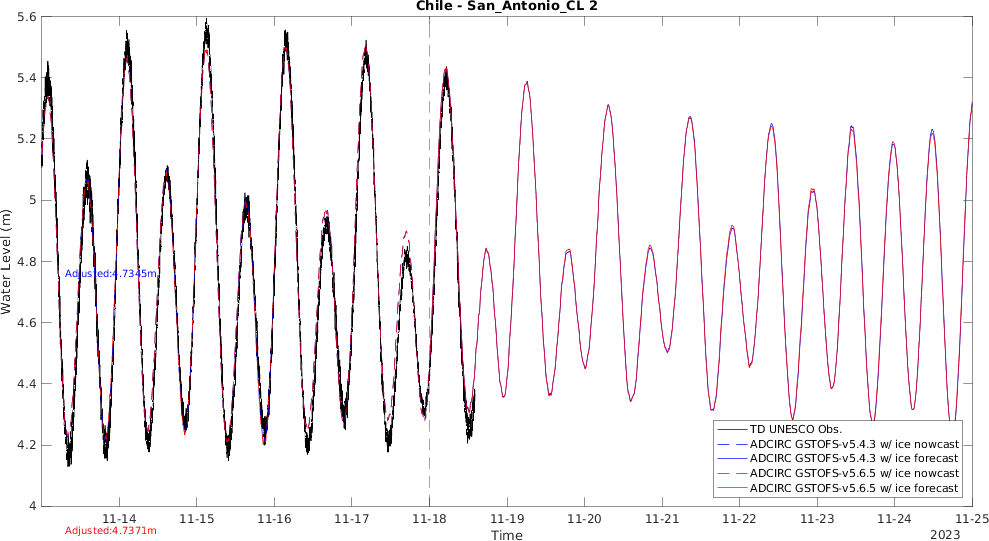 Chile - San_Antonio_CL 2
5.6
5.4
5.2
5
4.8
4.6
4.4
4.2
4
Water Level (m)
Adjusted:4.7345m
Adjusted:4.7371m
TD UNESCO Obs.
ADCIRC GSTOFS-v5.4.3 w/ ice nowcast
ADCIRC GSTOFS-v5.4.3 w/ ice forecast
ADCIRC GSTOFS-v5.6.5 w/ ice nowcast
ADCIRC GSTOFS-v5.6.5 w/ ice forecast
11-14 11-15 11-16 11-17 11-18 11-19 11-20 11-21 11-22 11-23 11-24 11-25
Time
2023